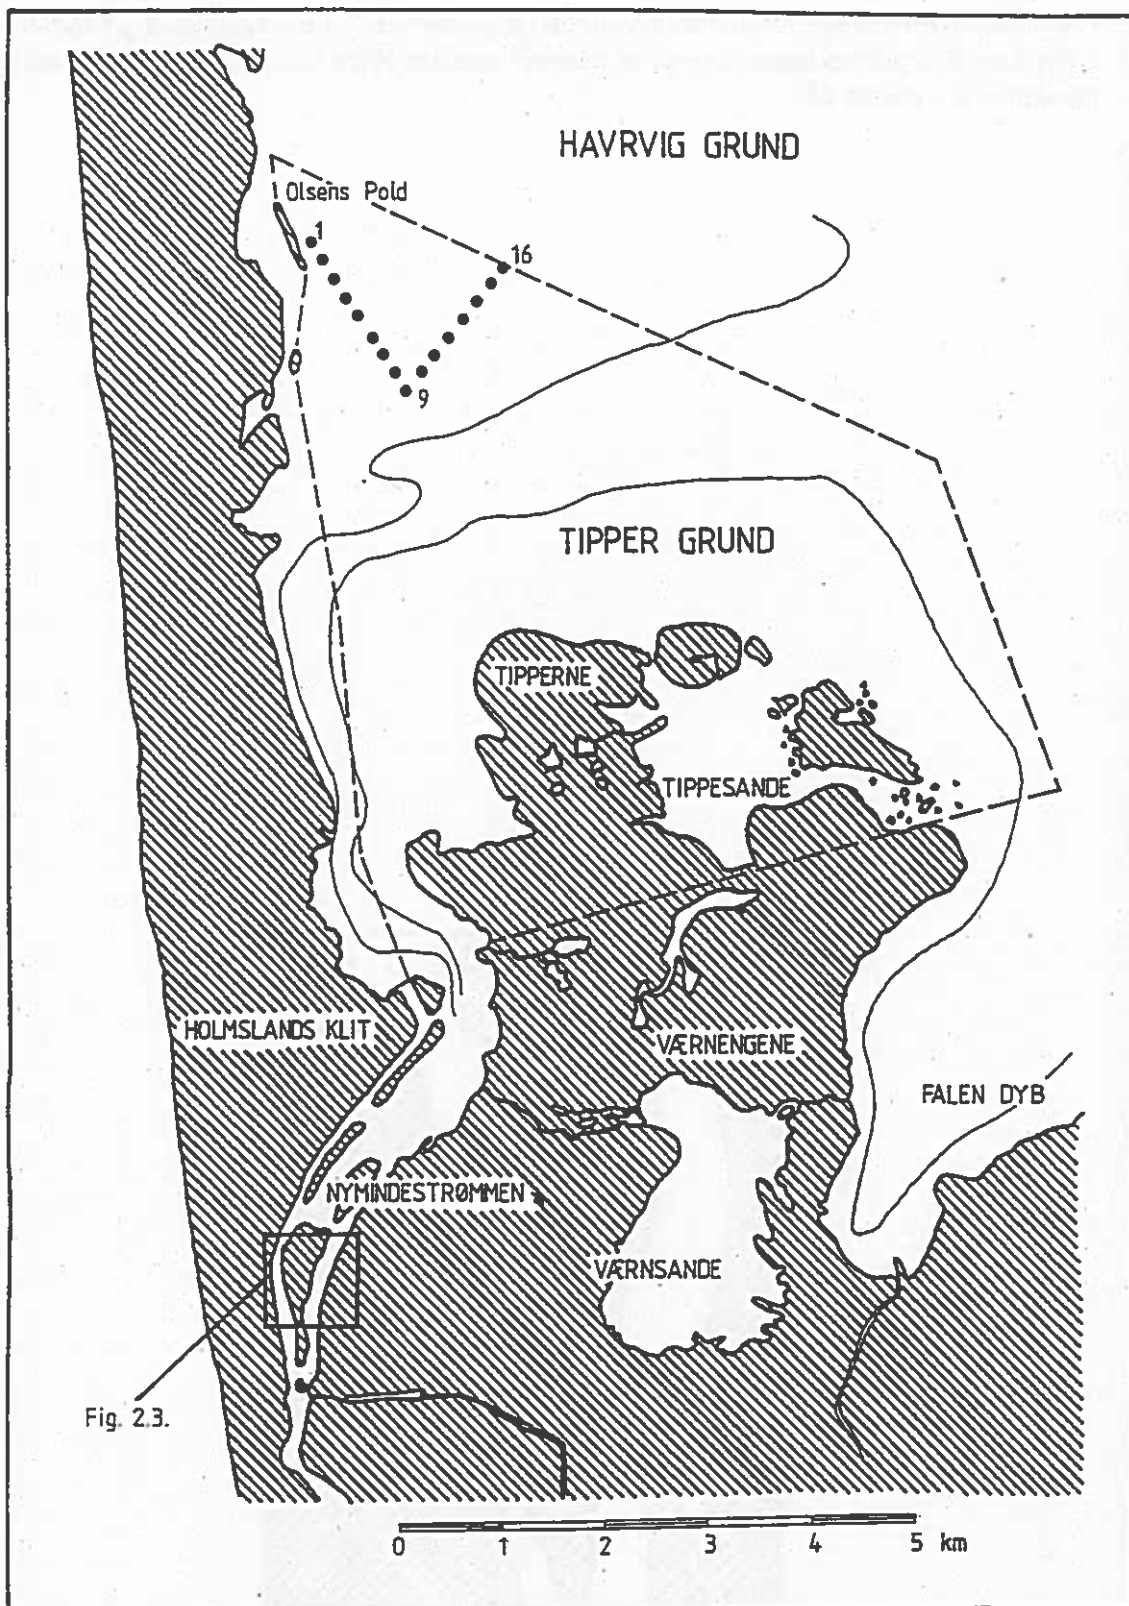 HAVRVIG GRUND
Olsens Pold
1
16
9
TIPPER GRUND
TIPPERNE
TIPPESANDE
HOLMSLANDS KLIT
VÆRNENGENE
FALEN DYB
NYMINDESTRØMMEN
VÆRNSANDE
Fig. 2.3.
0 1 2 3 4 5 km